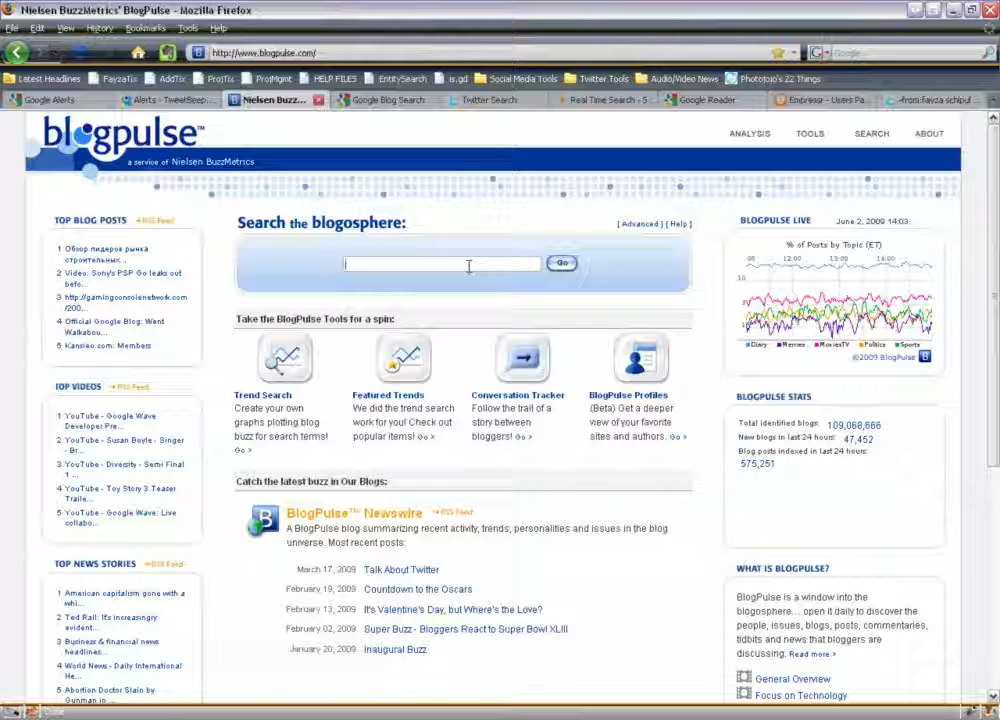 Nielsen BuzzMetrics' BlogPulse - Mozilla Firefox
File Edit View History Bookmarks Tools Help
http://www.blogpulse.com/
Google
Latest Headlines FayzaTix AddTix ProjTix ProjMgmt HELP FILES EntitySearch is.gd Social Media Tools Twitter Tools Audio/Video News Photojojo's 22 Things
Google Alerts Alerts - TweetBeep... Nielsen Buzz... Google Blog Search Twitter Search Real Time Search - S Google Reader Empressr - Users Pa...
blogpulse™
a service of Nielsen BuzzMetrics
ANALYSIS TOOLS SEARCH ABOUT
TOP BLOG POSTS RSS Feed
1 Обзор лидеров рынка
строительных...
2 Video: Sony's PSP Go leaks out
befo...
3 http://gamingconsolenetwork.com
/200...
4 Official Google Blog: Went
Walkabou...
5 Kansieo.com: Members
TOP VIDEOS RSS Feed
1 YouTube - Google Wave
Developer Pre...
2 YouTube - Susan Boyle - Singer
- Br...
3 YouTube - Diversity - Semi Final
1 ...
4 YouTube - Toy Story 3 Teaser
Traile...
5 YouTube - Google Wave: Live
collabo...
TOP NEWS STORIES RSS Feed
1 American capitalism gone with a
whi...
2 Ted Rall: It's increasingly
evident...
3 Business & financial news
headlines...
4 World News - Daily International
He...
5 Abortion Doctor Slain by
Gunman in ...
Search the blogosphere:
[ Advanced ] [ Help ]
Go
Take the BlogPulse Tools for a spin:
Trend Search
Create your own
graphs plotting blog
buzz for search terms!
Go >
Featured Trends
We did the trend search
work for you! Check out
popular items! Go >
Conversation Tracker
Follow the trail of a
story between
bloggers! Go >
BlogPulse Profiles
(Beta) Get a deeper
view of your favorite
sites and authors. Go >
Catch the latest buzz in Our Blogs:
BlogPulse™ Newswire RSS Feed
A BlogPulse blog summarizing recent activity, trends, personalities and issues in the blog
universe. Most recent posts:
March 17, 2009 Talk About Twitter
February 19, 2009 Countdown to the Oscars
February 13, 2009 It's Valentine's Day, but Where's the Love?
February 02, 2009 Super Buzz - Bloggers React to Super Bowl XLIII
January 20, 2009 Inaugural Buzz
BLOGPULSE LIVE June 2, 2009 14:03
% of Posts by Topic (ET)
12:00 13:00 14:00
10
Diary Memes Movies/TV Politics Sports
©2009 BlogPulse
BLOGPULSE STATS
Total identified blogs: 109,068,666
New blogs in last 24 hours: 47,452
Blog posts indexed in last 24 hours:
575,251
WHAT IS BLOGPULSE?
BlogPulse is a window into the
blogosphere... open it daily to discover the
people, issues, blogs, posts, commentaries,
tidbits and news that bloggers are
discussing. Read more >
General Overview
Focus on Technology
Done